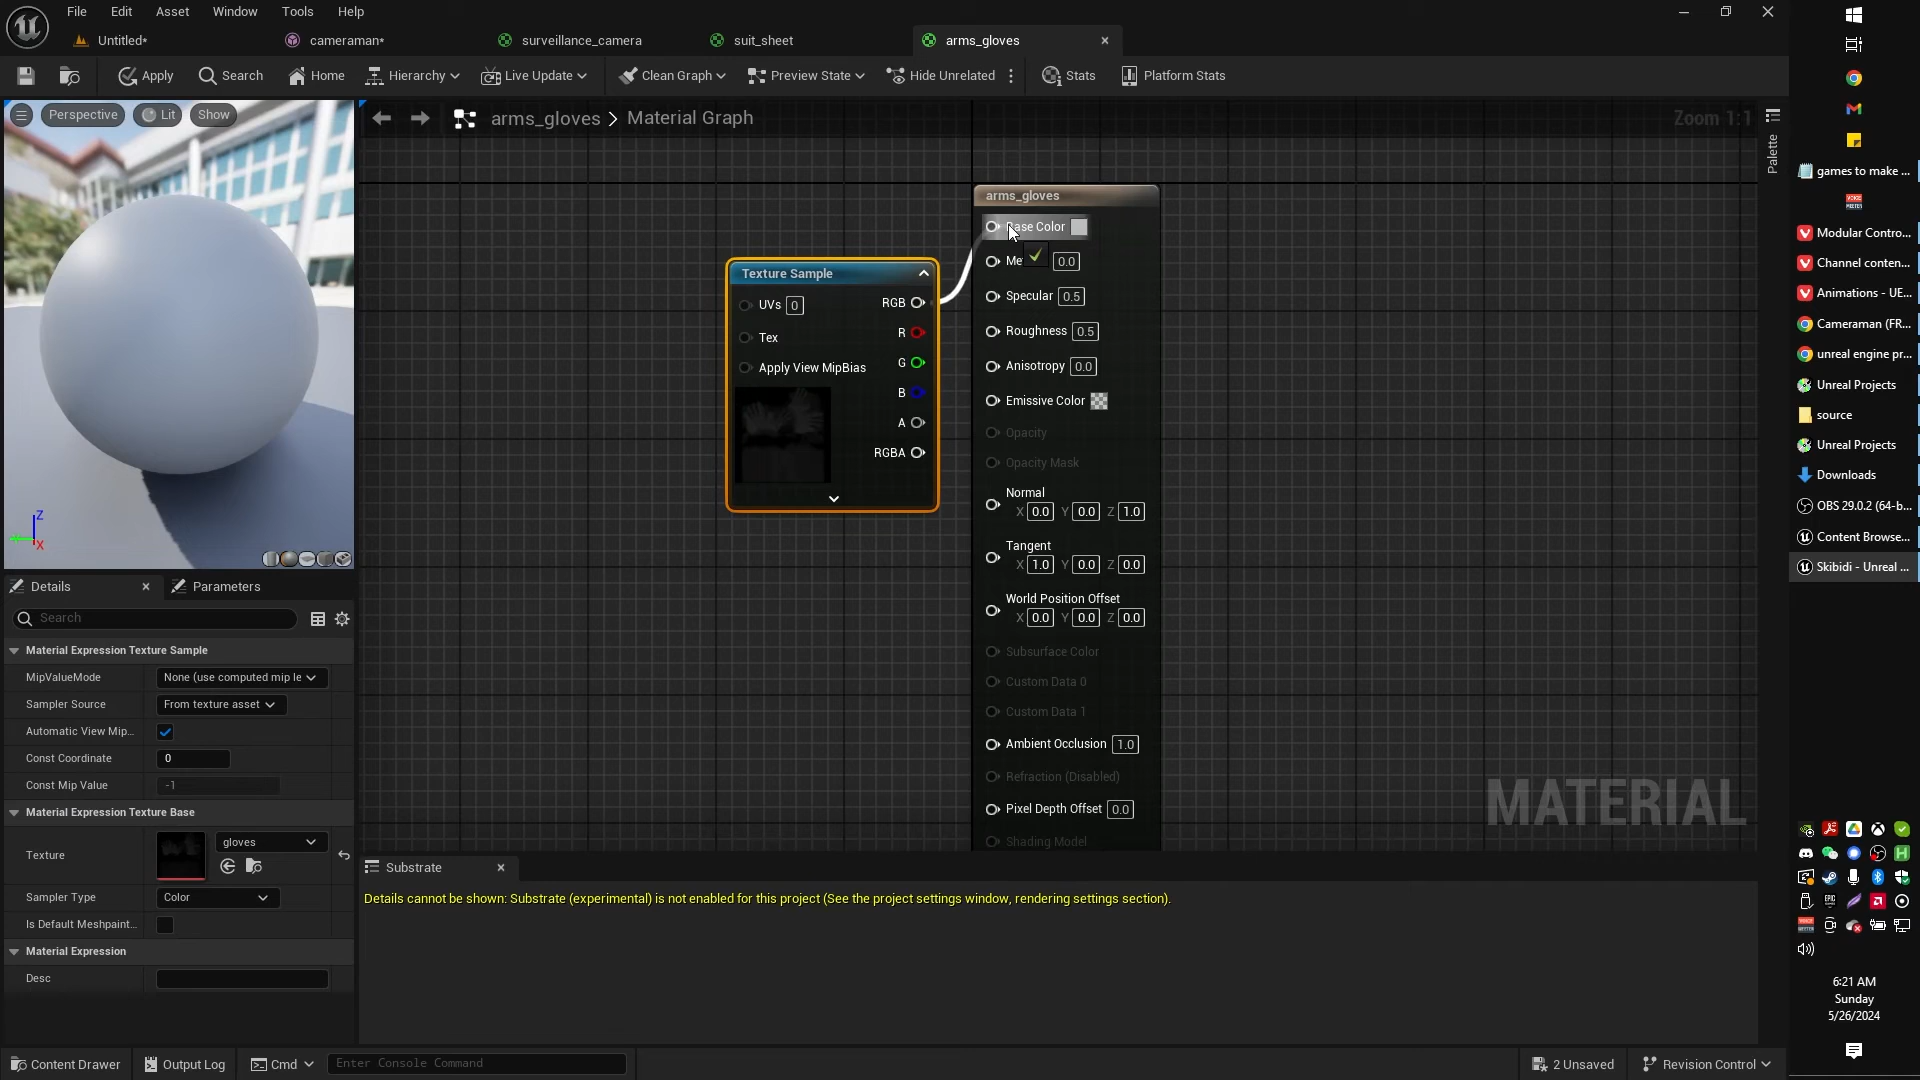 File Edit Asset Window Tools Help
Untitled* cameraman* surveillance_camera suit_sheet arms_gloves
Apply Search Home Hierarchy Live Update Clean Graph Preview State Hide Unrelated Stats Platform Stats
Perspective Lit Show
arms_gloves > Material Graph
Zoom 1:1
Palette
arms_gloves
Base Color
0.0
Specular 0.5
Roughness 0.5
Anisotropy 0.0
Emissive Color
Opacity
Opacity Mask
Normal
X 0.0 Y 0.0 Z 1.0
Tangent
X 1.0 Y 0.0 Z 0.0
World Position Offset
X 0.0 Y 0.0 Z 0.0
Subsurface Color
Custom Data 0
Custom Data 1
Ambient Occlusion 1.0
Refraction (Disabled)
Pixel Depth Offset 0.0
Shading Model
Texture Sample
UVs 0 RGB
R
Tex
G
Apply View MipBias
B
A
RGBA
MATERIAL
Z
X
Details Parameters
Search
Material Expression Texture Sample
MipValueMode None (use computed mip le
Sampler Source From texture asset
Automatic View Mip...
Const Coordinate 0
Const Mip Value -1
Material Expression Texture Base
Texture gloves
Sampler Type Color
Is Default Meshpaint...
Material Expression
Desc
Substrate
Details cannot be shown: Substrate (experimental) is not enabled for this project (See the project settings window, rendering settings section).
Content Drawer Output Log Cmd Enter Console Command 2 Unsaved Revision Control
games to make ...
Modular Contro...
Channel conten...
Animations - UE...
Cameraman (FR...
unreal engine pr...
Unreal Projects
source
Unreal Projects
Downloads
OBS 29.0.2 (64-b...
Content Browse...
Skibidi - Unreal ...
6:21 AM
Sunday
5/26/2024